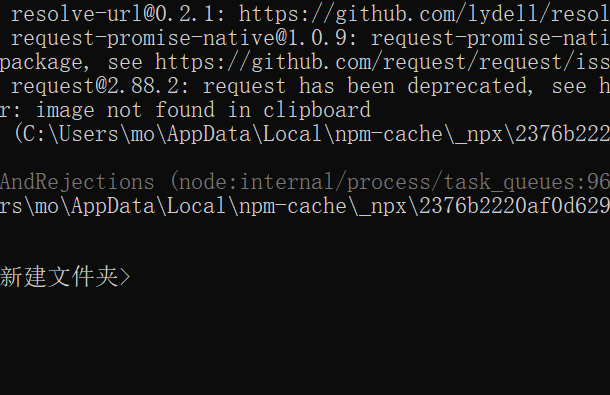 resolve-url@0.2.1: https://github.com/lydell/resol
request-promise-native@1.0.9: request-promise-nati
package, see https://github.com/request/request/iss
request@2.88.2: request has been deprecated, see h
r: image not found in clipboard
(C:\Users\mo\AppData\Local\npm-cache\_npx\2376b222
AndRejections (node:internal/process/task_queues:96
rs\mo\AppData\Local\npm-cache\_npx\2376b2220af0d629
新建文件夹>